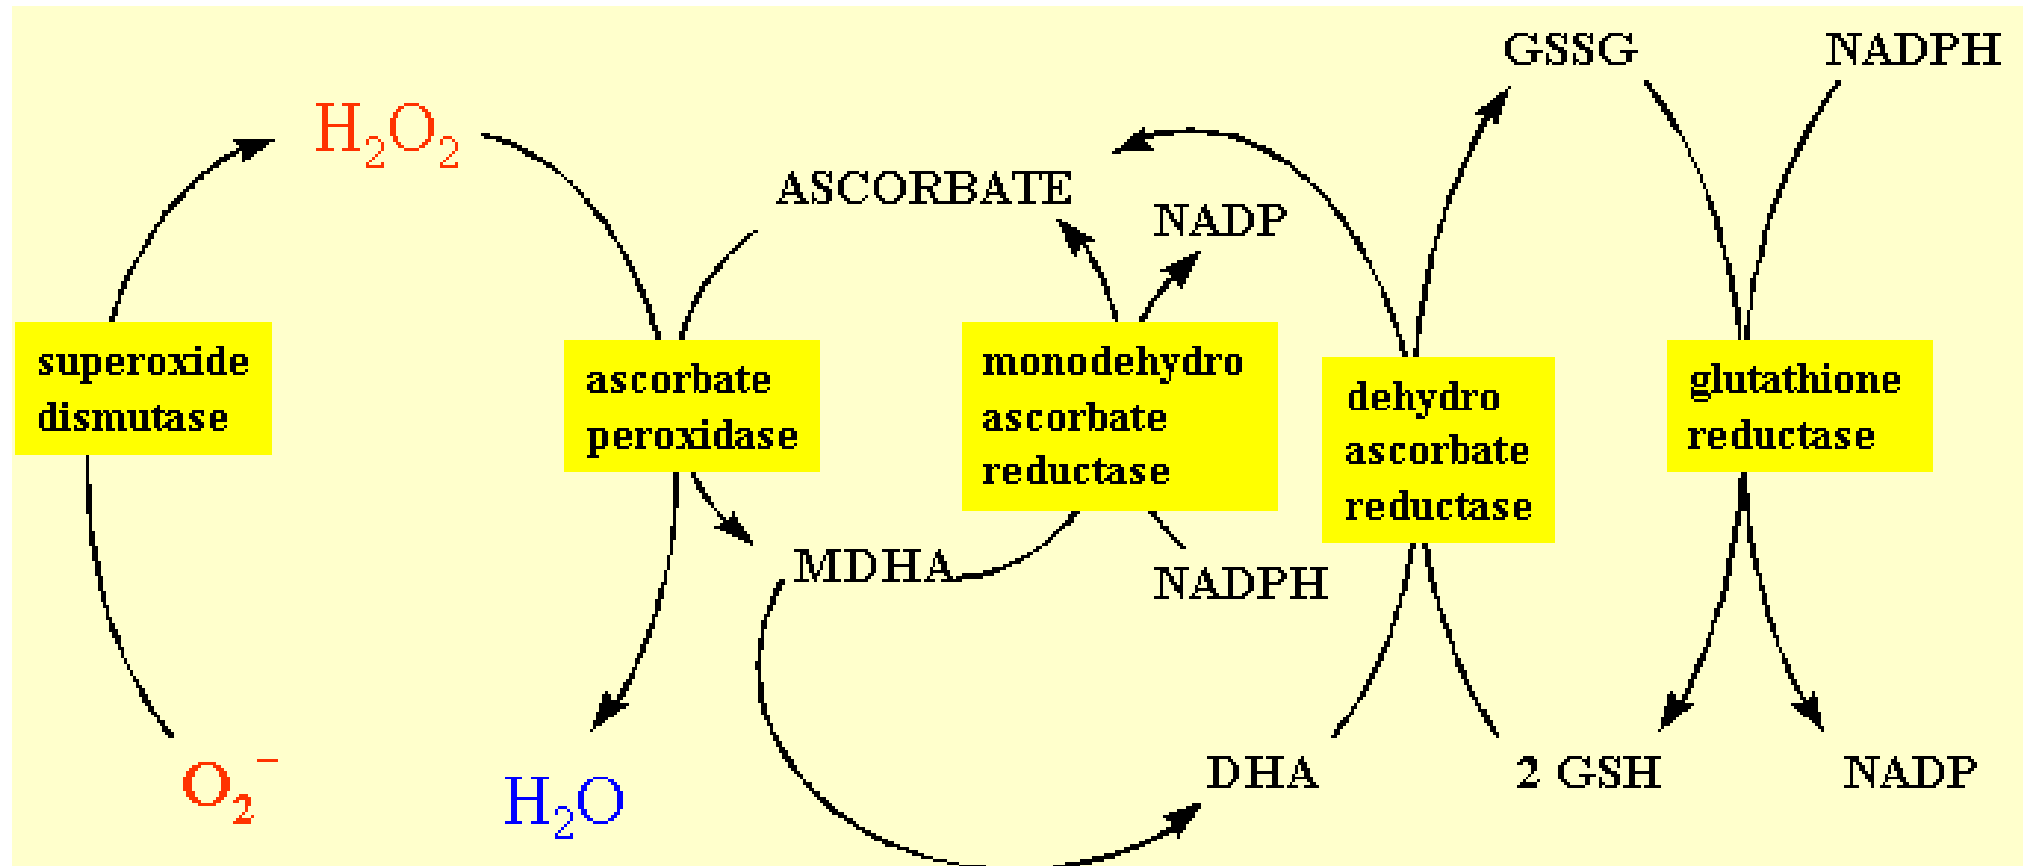 GSSG
NADPH
H₂O₂
ASCORBATE
NADP
superoxide
dismutase
ascorbate
peroxidase
monodehydro
ascorbate
reductase
dehydro
ascorbate
reductase
glutathione
reductase
MDHA
NADPH
O₂⁻
H₂O
DHA
2 GSH
NADP